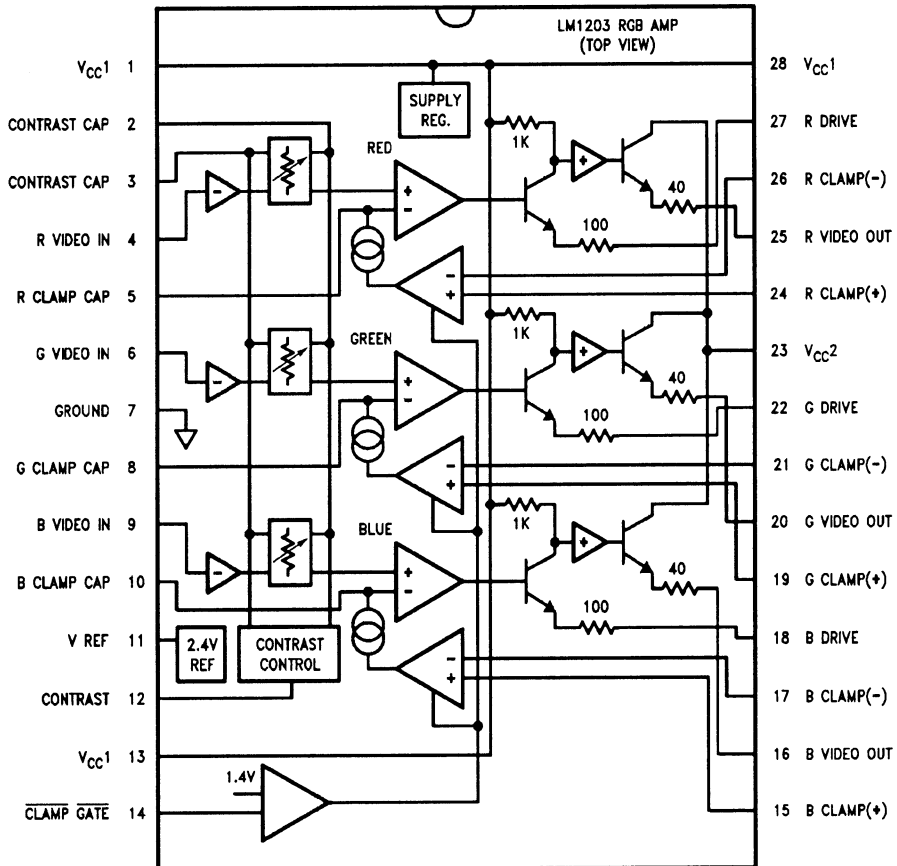 LM1203 RGB AMP
(TOP VIEW)
VCC1 1
CONTRAST CAP 2
CONTRAST CAP 3
R VIDEO IN 4
R CLAMP CAP 5
G VIDEO IN 6
GROUND 7
G CLAMP CAP 8
B VIDEO IN 9
B CLAMP CAP 10
V REF 11
CONTRAST 12
VCC1 13
CLAMP GATE 14
28 VCC1
27 R DRIVE
26 R CLAMP(-)
25 R VIDEO OUT
24 R CLAMP(+)
23 VCC2
22 G DRIVE
21 G CLAMP(-)
20 G VIDEO OUT
19 G CLAMP(+)
18 B DRIVE
17 B CLAMP(-)
16 B VIDEO OUT
15 B CLAMP(+)
SUPPLY
REG.
RED
-
+
-
-
+
1K
+
40
100
GREEN
-
+
-
-
+
1K
+
40
100
BLUE
-
+
-
-
+
1K
+
40
100
2.4V
REF
CONTRAST
CONTROL
1.4V